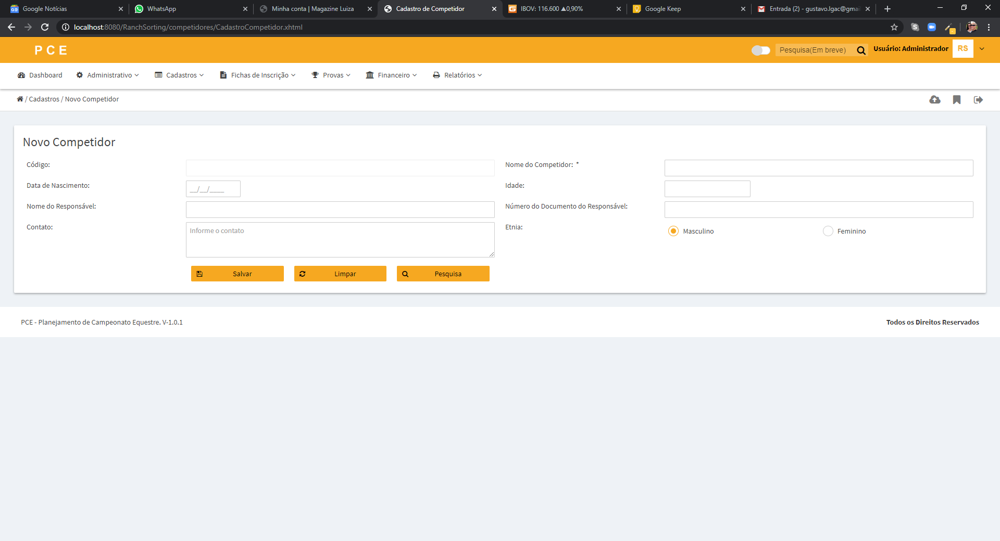 Google Notícias
WhatsApp
Minha conta | Magazine Luiza
Cadastro de Competidor
IBOV: 116.600 ▲0,90%
Google Keep
Entrada (2) - gustavo.lgac@gmai
localhost:8080/RanchSorting/competidores/CadastroCompetidor.xhtml
PCE
Pesquisa(Em breve)
Usuário: Administrador
RS
Dashboard
Administrativo
Cadastros
Fichas de Inscrição
Provas
Financeiro
Relatórios
/ Cadastros / Novo Competidor
Novo Competidor
Código:
Nome do Competidor: *
Data de Nascimento:
__/__/____
Idade:
Nome do Responsável:
Número do Documento do Responsável:
Contato:
Informe o contato
Etnia:
Masculino
Feminino
Salvar
Limpar
Pesquisa
PCE - Planejamento de Campeonato Equestre. V-1.0.1
Todos os Direitos Reservados